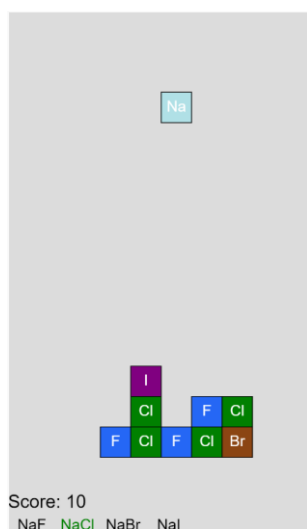 Na
I
Cl F Cl
F Cl F Cl Br
Score: 10
NaF NaCl NaBr NaI